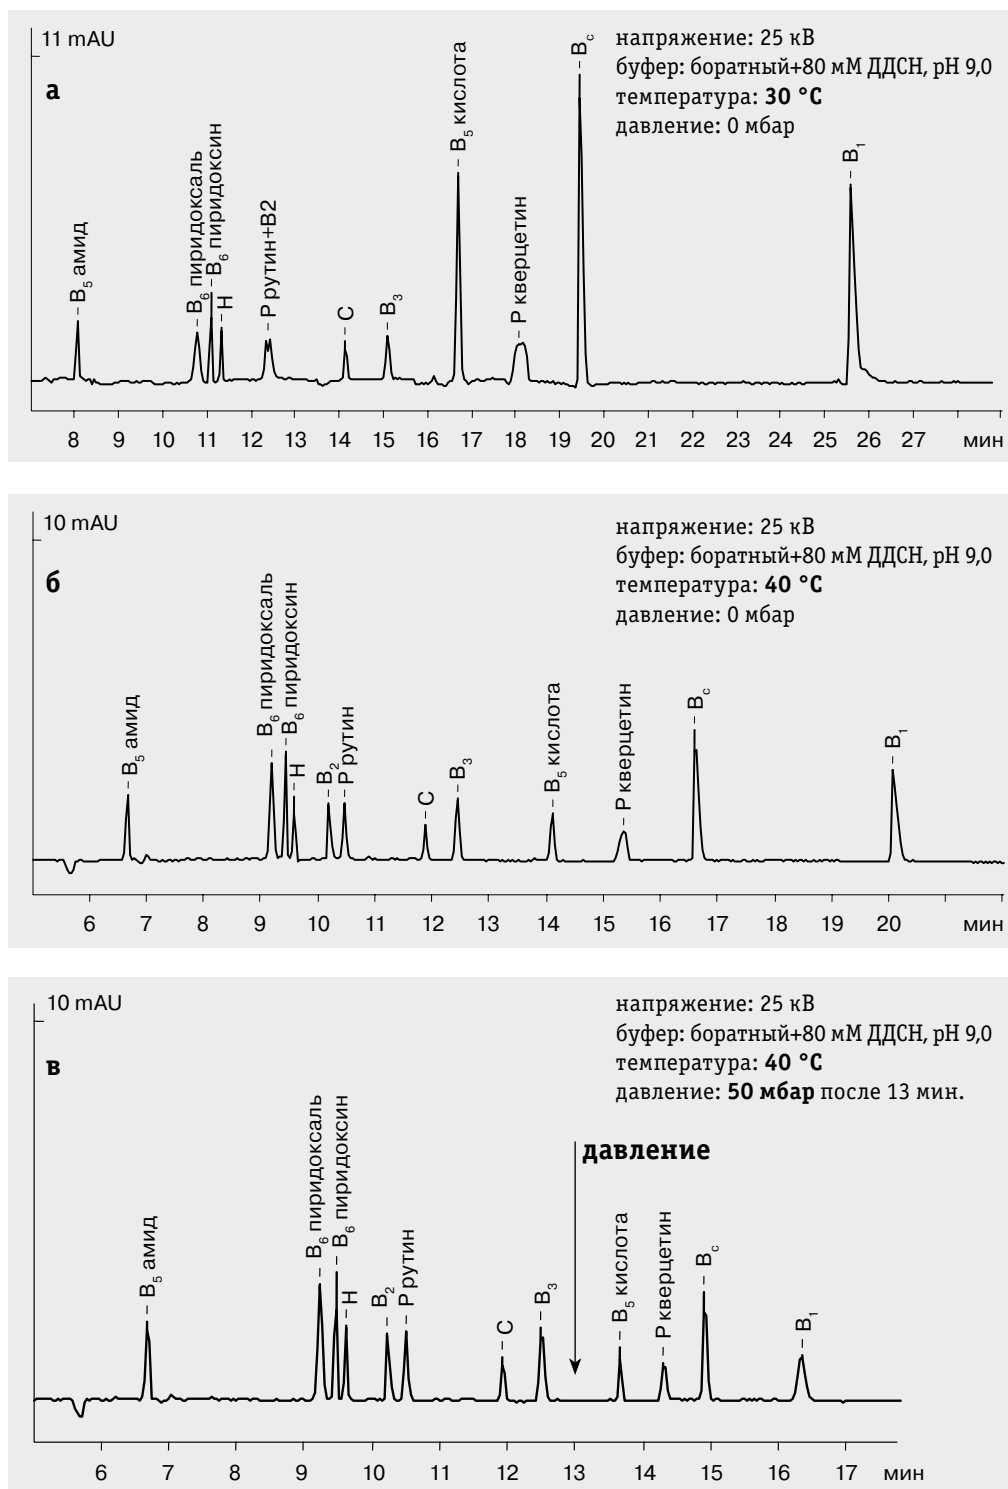 11 mAU
а
напряжение: 25 кВ
буфер: боратный+80 мМ ДДСН, pH 9,0
температура: 30 °C
давление: 0 мбар
B5 амид
B6 пиридоксаль
B6 пиридоксин
H
P рутин+B2
C
B3
B5 кислота
P кверцетин
Bc
B1
8 9 10 11 12 13 14 15 16 17 18 19 20 21 22 23 24 25 26 27 мин
10 mAU
б
напряжение: 25 кВ
буфер: боратный+80 мМ ДДСН, pH 9,0
температура: 40 °C
давление: 0 мбар
B5 амид
B6 пиридоксаль
B6 пиридоксин
H
B2
P рутин
C
B3
B5 кислота
P кверцетин
Bc
B1
6 7 8 9 10 11 12 13 14 15 16 17 18 19 20 мин
10 mAU
в
напряжение: 25 кВ
буфер: боратный+80 мМ ДДСН, pH 9,0
температура: 40 °C
давление: 50 мбар после 13 мин.
давление
B5 амид
B6 пиридоксаль
B6 пиридоксин
H
B2
P рутин
C
B3
B5 кислота
P кверцетин
Bc
B1
6 7 8 9 10 11 12 13 14 15 16 17 мин